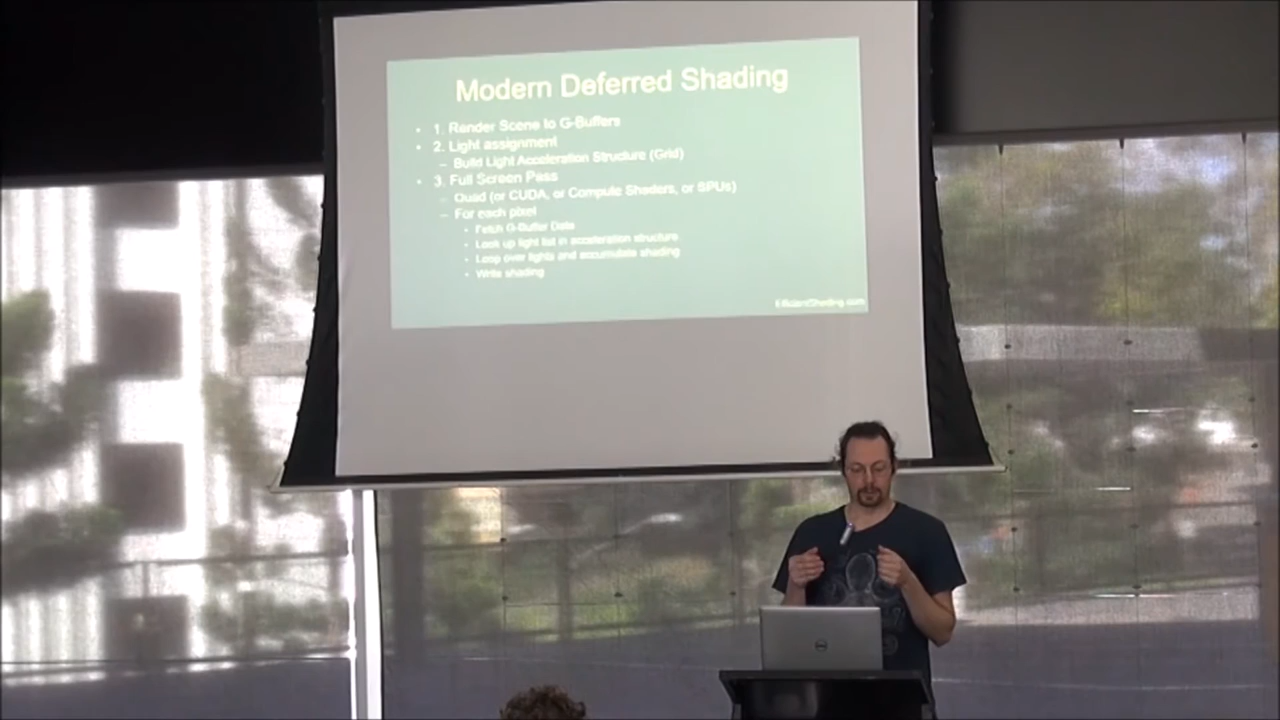 Modern Deferred Shading
• 1. Render Scene to G-Buffers
• 2. Light assignment
– Build Light Acceleration Structure (Grid)
• 3. Full Screen Pass
– Quad (or CUDA, or Compute Shaders, or SPUs)
– For each pixel
• Fetch G-Buffer Data
• Look up light list in acceleration structure
• Loop over lights and accumulate shading
• Write shading
EfficientShading.com
DELL